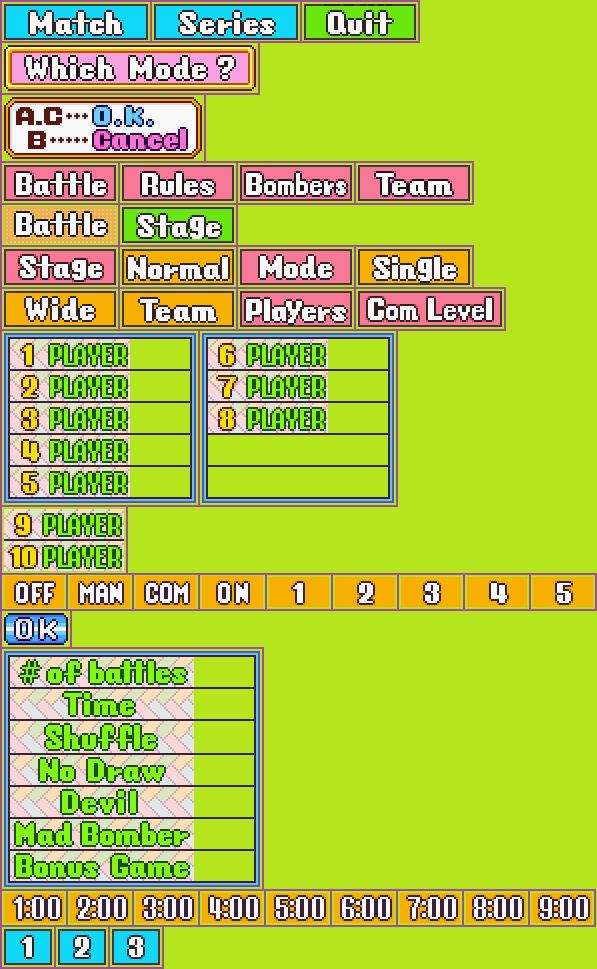 Match Series Quit
Which Mode ?
A.C･･･O.K.
B･････Cancel
Battle Rules Bombers Team
Battle Stage
Stage Normal Mode Single
Wide Team Players Com Level
1 PLAYER 6 PLAYER
2 PLAYER 7 PLAYER
3 PLAYER 8 PLAYER
4 PLAYER
5 PLAYER
9 PLAYER
10 PLAYER
OFF MAN COM ON 1 2 3 4 5
OK
# of battles
Time
Shuffle
No Draw
Devil
Mad Bomber
Bonus Game
1:00 2:00 3:00 4:00 5:00 6:00 7:00 8:00 9:00
1 2 3